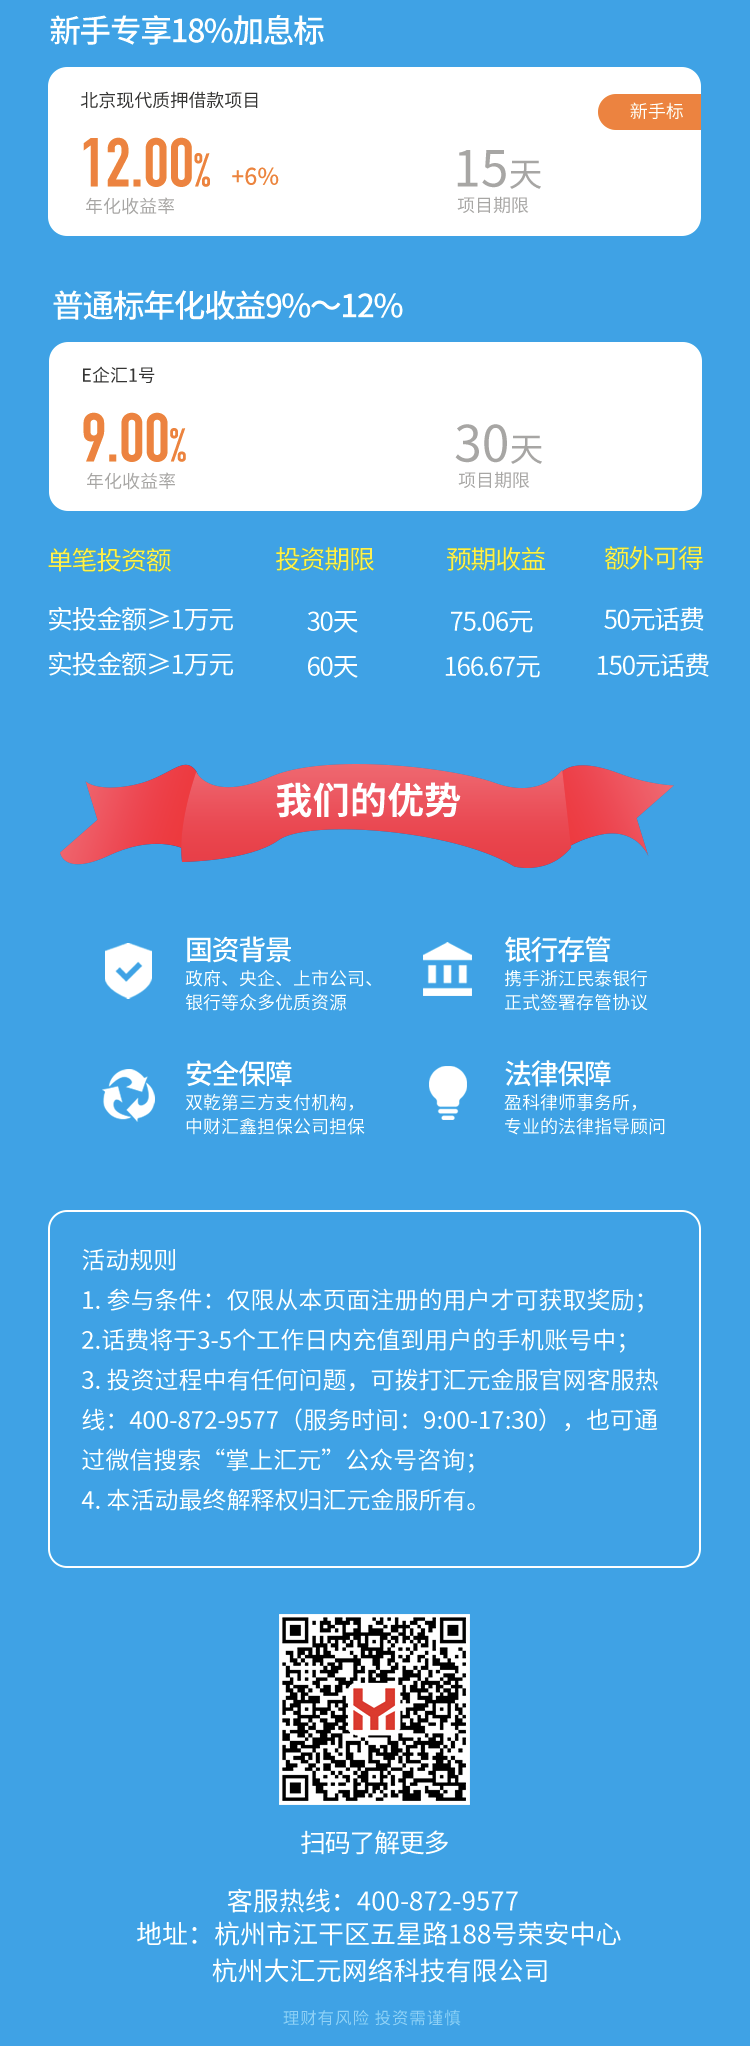 新手专享18%加息标
北京现代质押借款项目
新手标
12.00% +6%
15天
年化收益率
项目期限
普通标年化收益9%～12%
E企汇1号
9.00%
30天
年化收益率
项目期限
单笔投资额 投资期限 预期收益 额外可得
实投金额≥1万元 30天 75.06元 50元话费
实投金额≥1万元 60天 166.67元 150元话费
我们的优势
国资背景
政府、央企、上市公司、
银行等众多优质资源
银行存管
携手浙江民泰银行
正式签署存管协议
安全保障
双乾第三方支付机构，
中财汇鑫担保公司担保
法律保障
盈科律师事务所，
专业的法律指导顾问
活动规则
1. 参与条件：仅限从本页面注册的用户才可获取奖励；
2.话费将于3-5个工作日内充值到用户的手机账号中；
3. 投资过程中有任何问题，可拨打汇元金服官网客服热
线：400-872-9577（服务时间：9:00-17:30），也可通
过微信搜索“掌上汇元”公众号咨询；
4. 本活动最终解释权归汇元金服所有。
扫码了解更多
客服热线：400-872-9577
地址：杭州市江干区五星路188号荣安中心
杭州大汇元网络科技有限公司
理财有风险 投资需谨慎